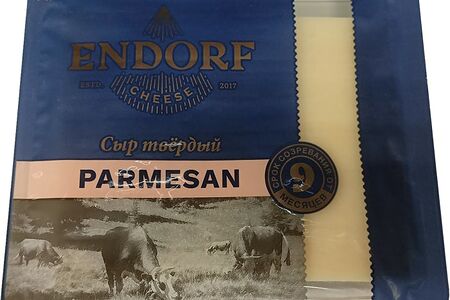 ENDORF
ESTD. 2017
CHEESE
Сыр твёрдый
PARMESAN
СРОК СОЗРЕВАНИЯ ОТ
9
МЕСЯЦЕВ